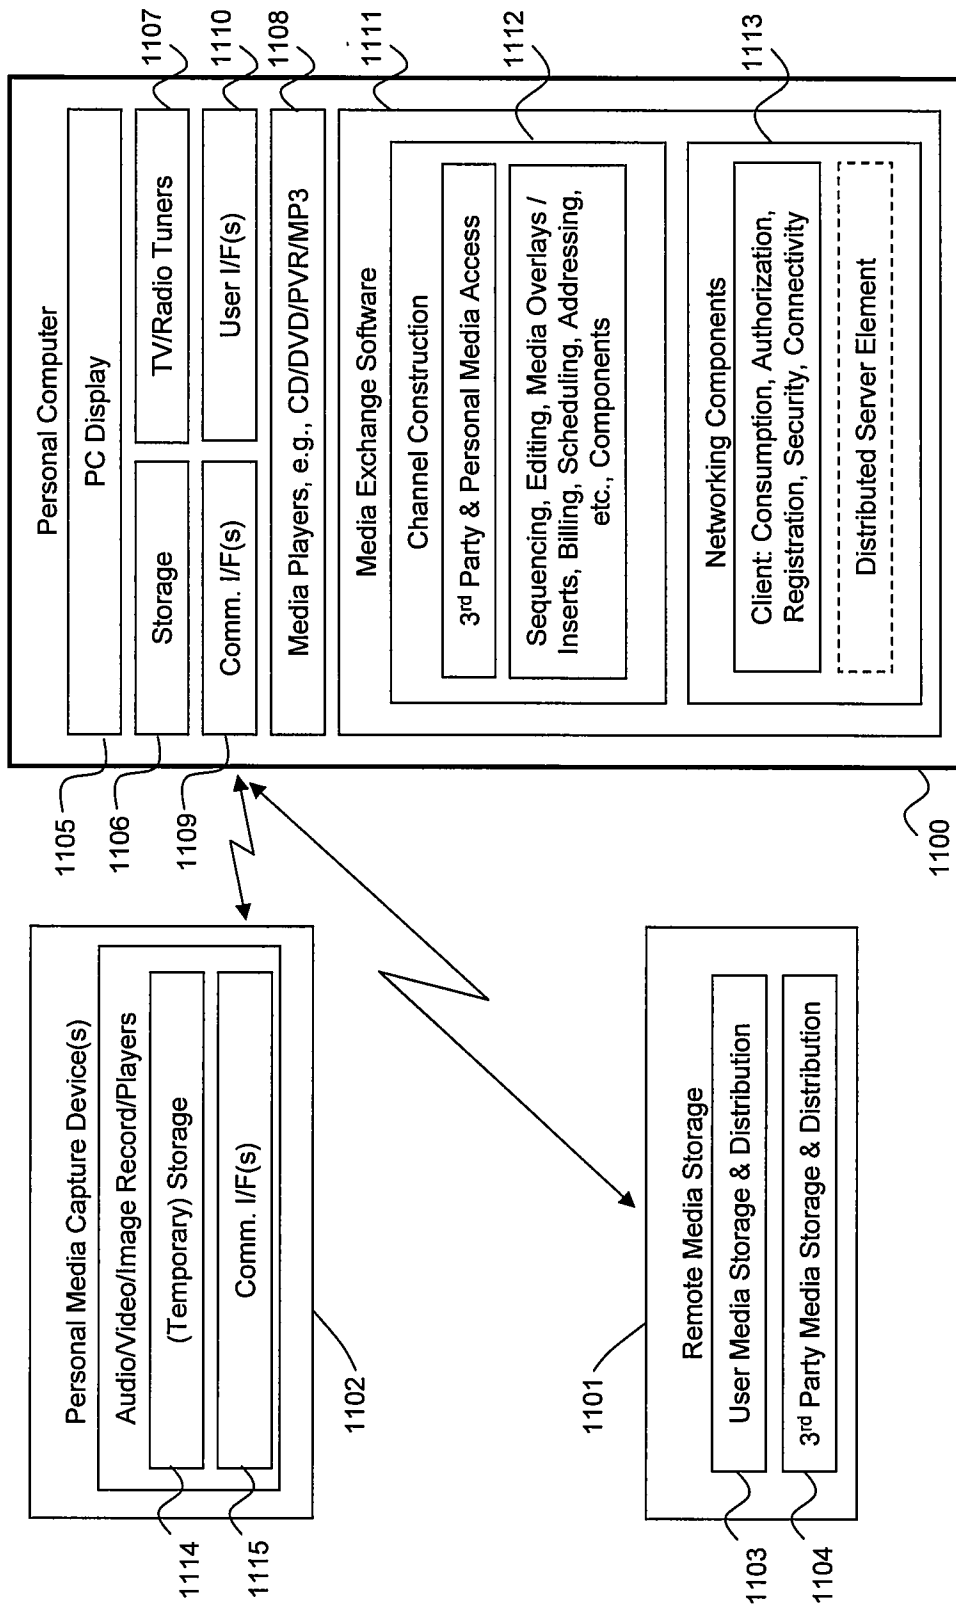 Personal Media Capture Device(s)
Audio/Video/Image Record/Players
(Temporary) Storage
Comm. I/F(s)
1114
1115
1102
1101
Remote Media Storage
User Media Storage & Distribution
3rd Party Media Storage & Distribution
1103
1104
Personal Computer
PC Display
Storage
TV/Radio Tuners
Comm. I/F(s)
User I/F(s)
Media Players, e.g., CD/DVD/PVR/MP3
Media Exchange Software
Channel Construction
3rd Party & Personal Media Access
Sequencing, Editing, Media Overlays /
Inserts, Billing, Scheduling, Addressing,
etc., Components
Networking Components
Client: Consumption, Authorization,
Registration, Security, Connectivity
Distributed Server Element
1105
1106
1109
1107
1110
1108
1111
1112
1113
1100